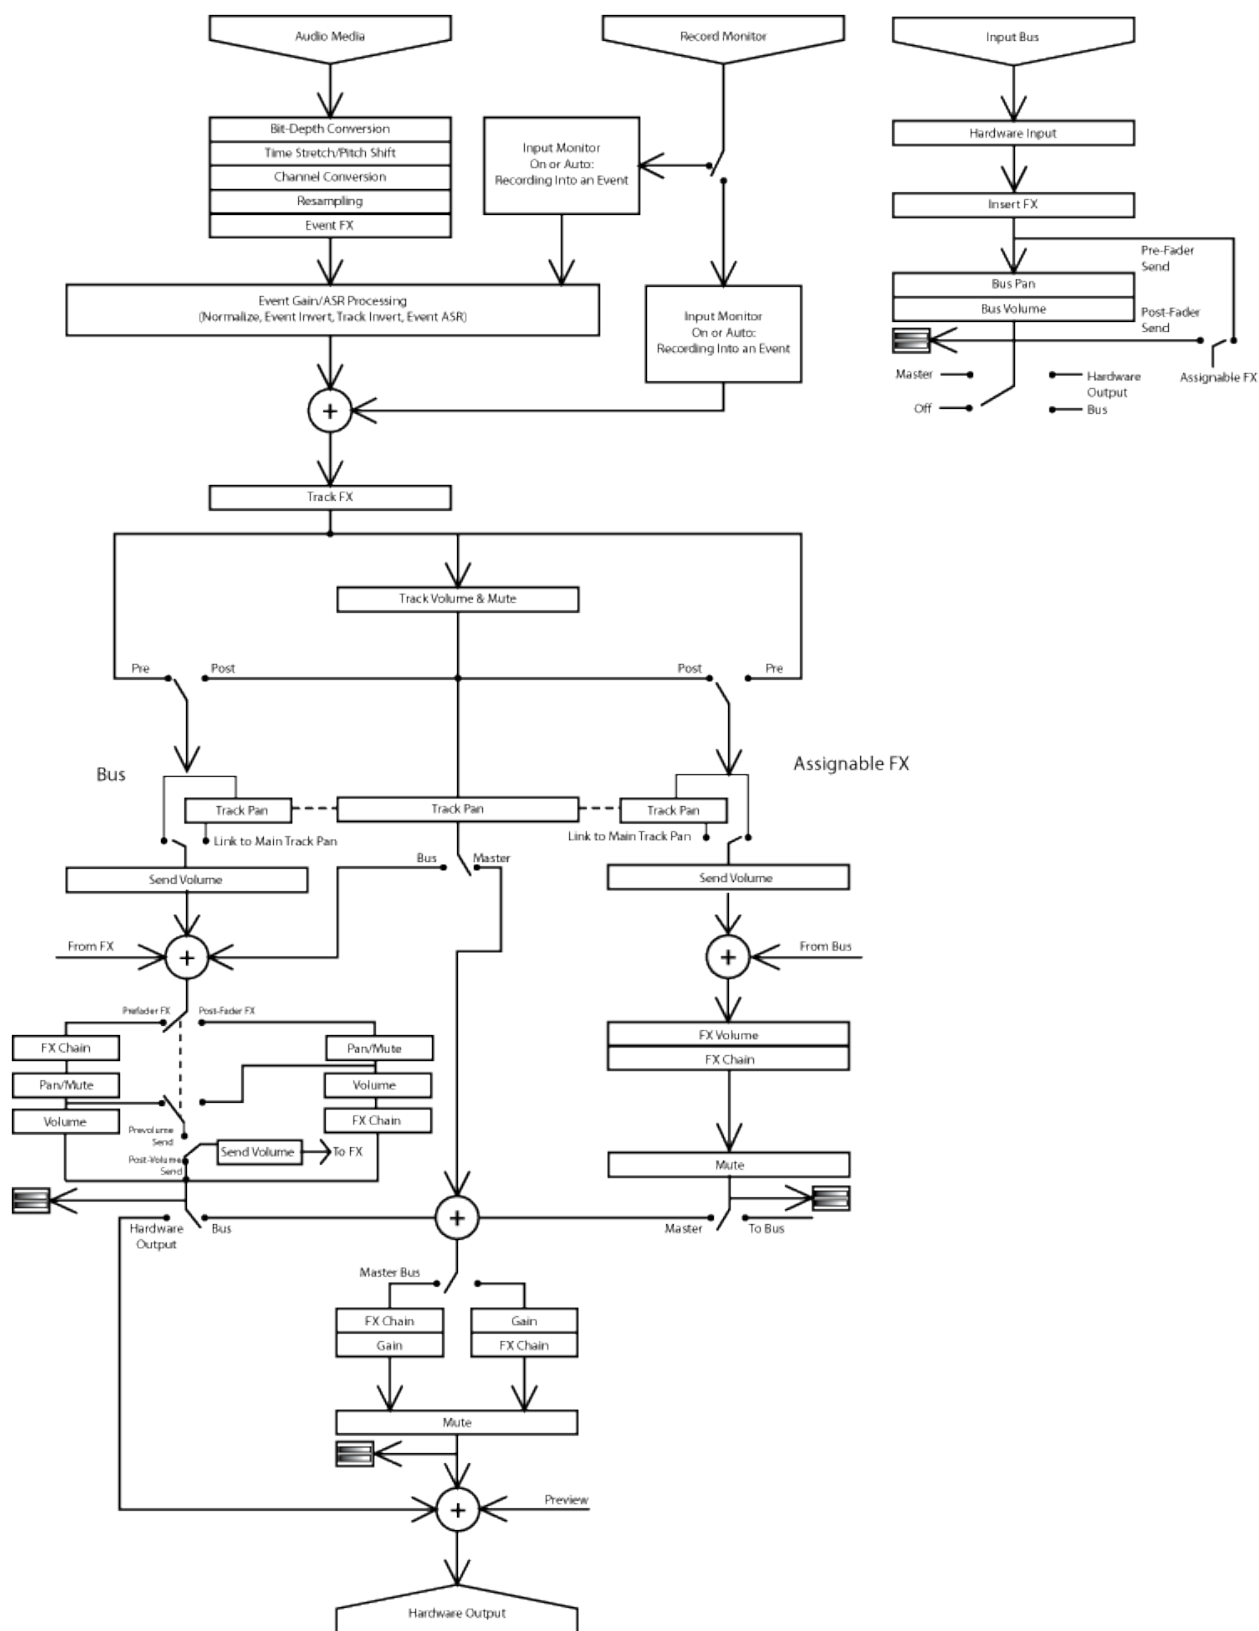 Audio Media
Record Monitor
Input Bus
Bit-Depth Conversion
Time Stretch/Pitch Shift
Channel Conversion
Resampling
Event FX
Input Monitor
On or Auto:
Recording Into an Event
Hardware Input
Insert FX
Pre-Fader
Send
Bus Pan
Bus Volume
Post-Fader
Send
Event Gain/ASR Processing
(Normalize, Event Invert, Track Invert, Event ASR)
Input Monitor
On or Auto:
Recording Into an Event
Master
Hardware
Output
Assignable FX
Off
Bus
+
Track FX
Track Volume & Mute
Pre
Post
Post
Pre
Bus
Assignable FX
Track Pan
Track Pan
Track Pan
Link to Main Track Pan
Link to Main Track Pan
Bus
Master
Send Volume
Send Volume
From FX
+
+
From Bus
Prefader FX
Post-Fader FX
FX Chain
Pan/Mute
FX Volume
FX Chain
Pan/Mute
Volume
Volume
FX Chain
Prevolume
Send
Post-Volume
Send
Send Volume
To FX
Mute
Hardware
Output
Bus
+
Master
To Bus
Master Bus
FX Chain
Gain
Gain
FX Chain
Mute
+
Preview
Hardware Output